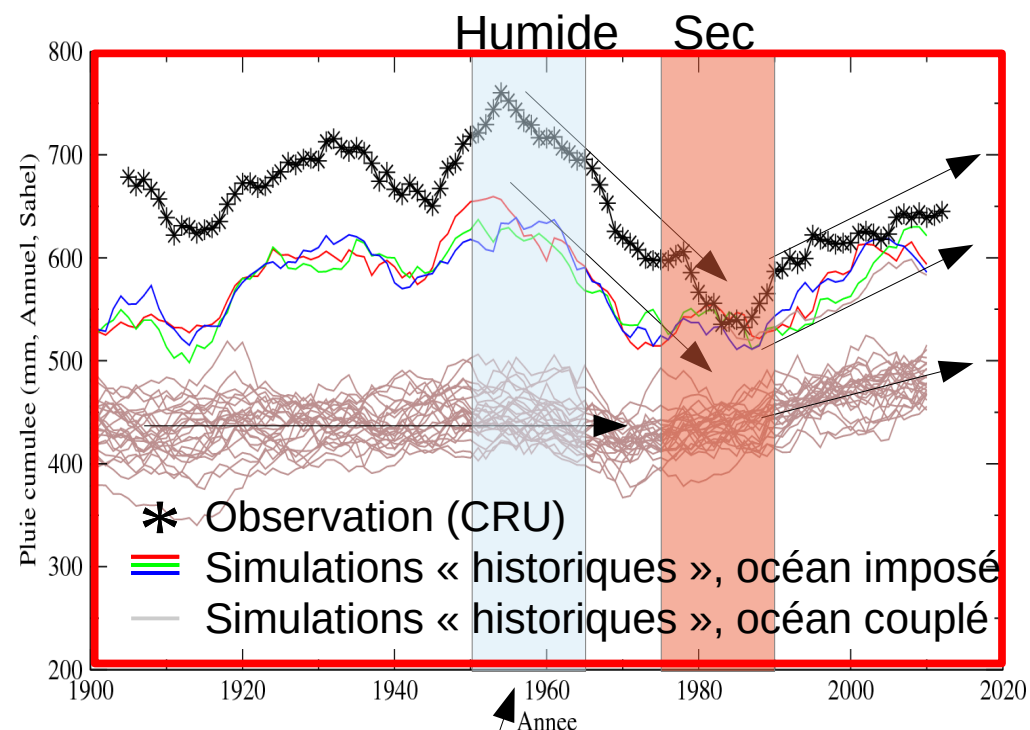 Humide Sec
800
700
600
500
400
300
200
Pluie cumulee (mm, Annuel, Sahel)
Observation (CRU)
Simulations « historiques », océan imposé
Simulations « historiques », océan couplé
1900 1920 1940 1960 1980 2000 2020
Annee